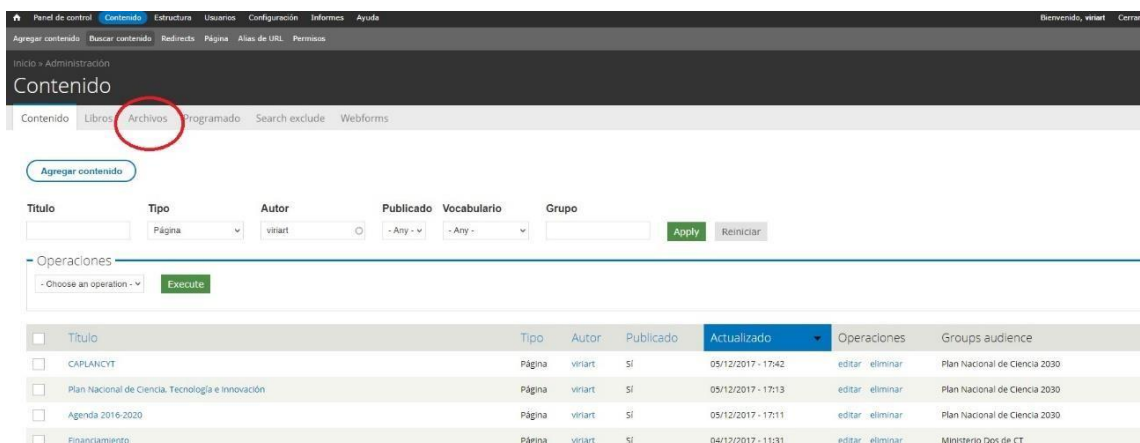 Panel de control Contenido Estructura Usuarios Configuración Informes Ayuda Bienvenido, viriart Cerrar
Agregar contenido Buscar contenido Redirects Página Alias de URL Permisos
Inicio » Administración
Contenido
Contenido Libros Archivos Programado Search exclude Webforms
Agregar contenido
Título Tipo Autor Publicado Vocabulario Grupo
Página viriart - Any - - Any - Apply Reiniciar
Operaciones
- Choose an operation - Execute
Título Tipo Autor Publicado Actualizado Operaciones Groups audience
CAPLANCYT Página viriart Sí 05/12/2017 - 17:42 editar eliminar Plan Nacional de Ciencia 2030
Plan Nacional de Ciencia, Tecnología e Innovación Página viriart Sí 05/12/2017 - 17:13 editar eliminar Plan Nacional de Ciencia 2030
Agenda 2016-2020 Página viriart Sí 05/12/2017 - 17:11 editar eliminar Plan Nacional de Ciencia 2030
Financiamiento Página viriart Sí 04/12/2017 - 11:31 editar eliminar Ministerio Dos de CT